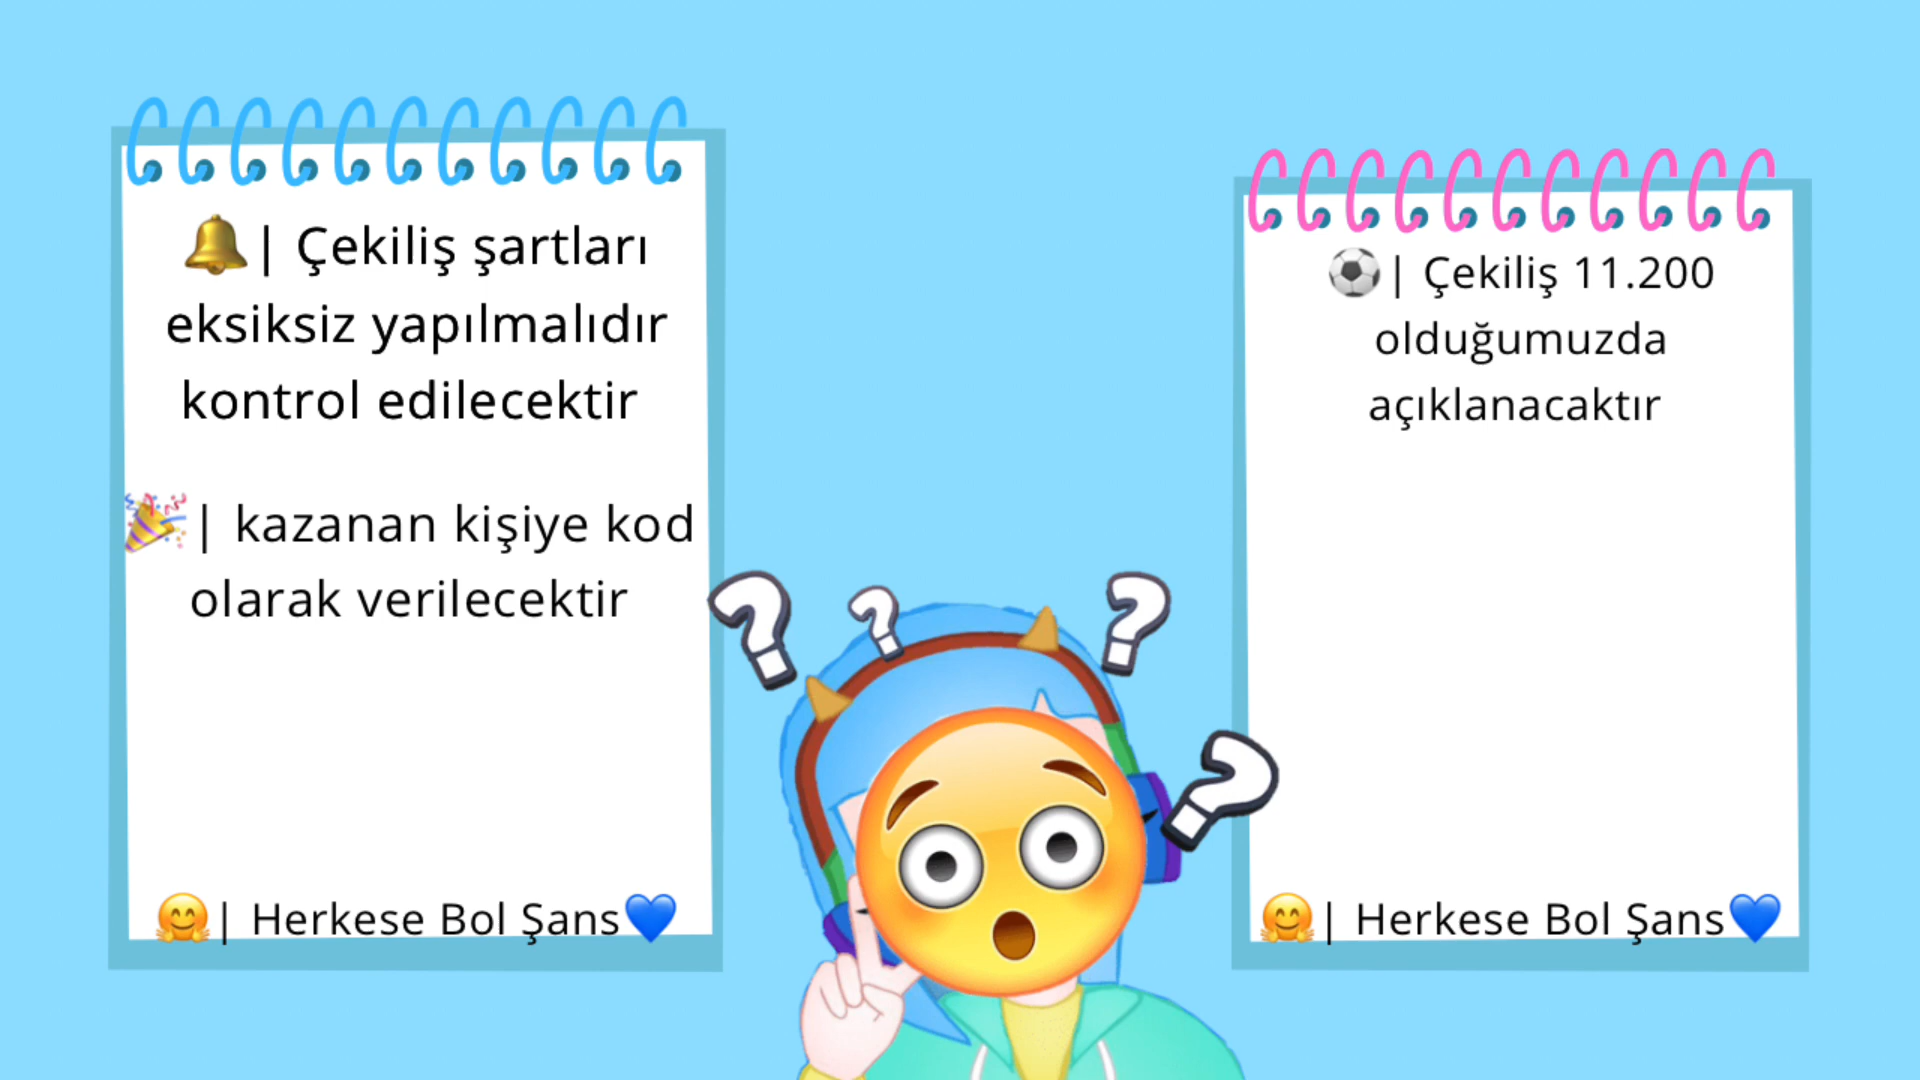 🔔| Çekiliş şartları
eksiksiz yapılmalıdır
kontrol edilecektir
🎉| kazanan kişiye kod
olarak verilecektir
🤗| Herkese Bol Şans💙
⚽| Çekiliş 11.200
olduğumuzda
açıklanacaktır
🤗| Herkese Bol Şans💙
? ? ? ?